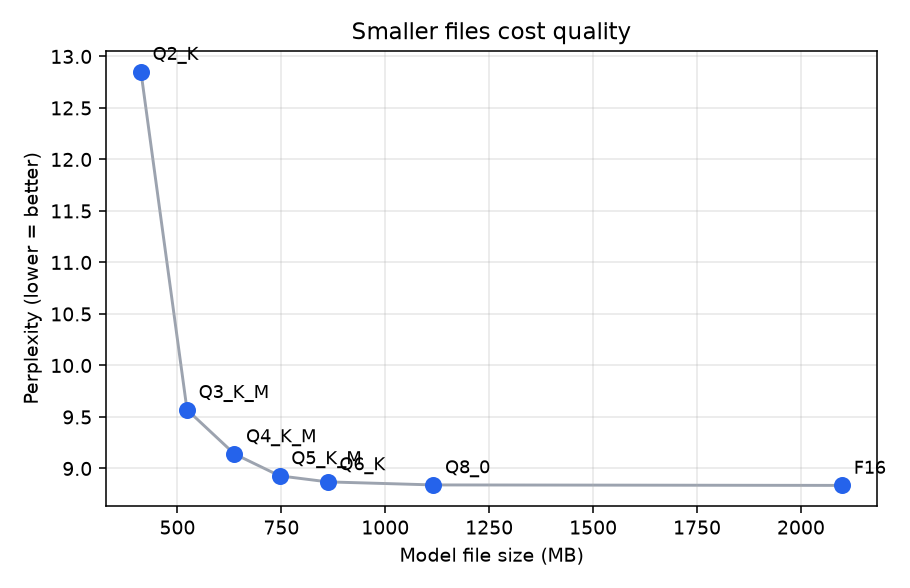 Smaller files cost quality
Perplexity (lower = better)
13.0
12.5
12.0
11.5
11.0
10.5
10.0
9.5
9.0
Q2_K
Q3_K_M
Q4_K_M
Q5_K_M
Q6_K
Q8_0
F16
500
750
1000
1250
1500
1750
2000
Model file size (MB)